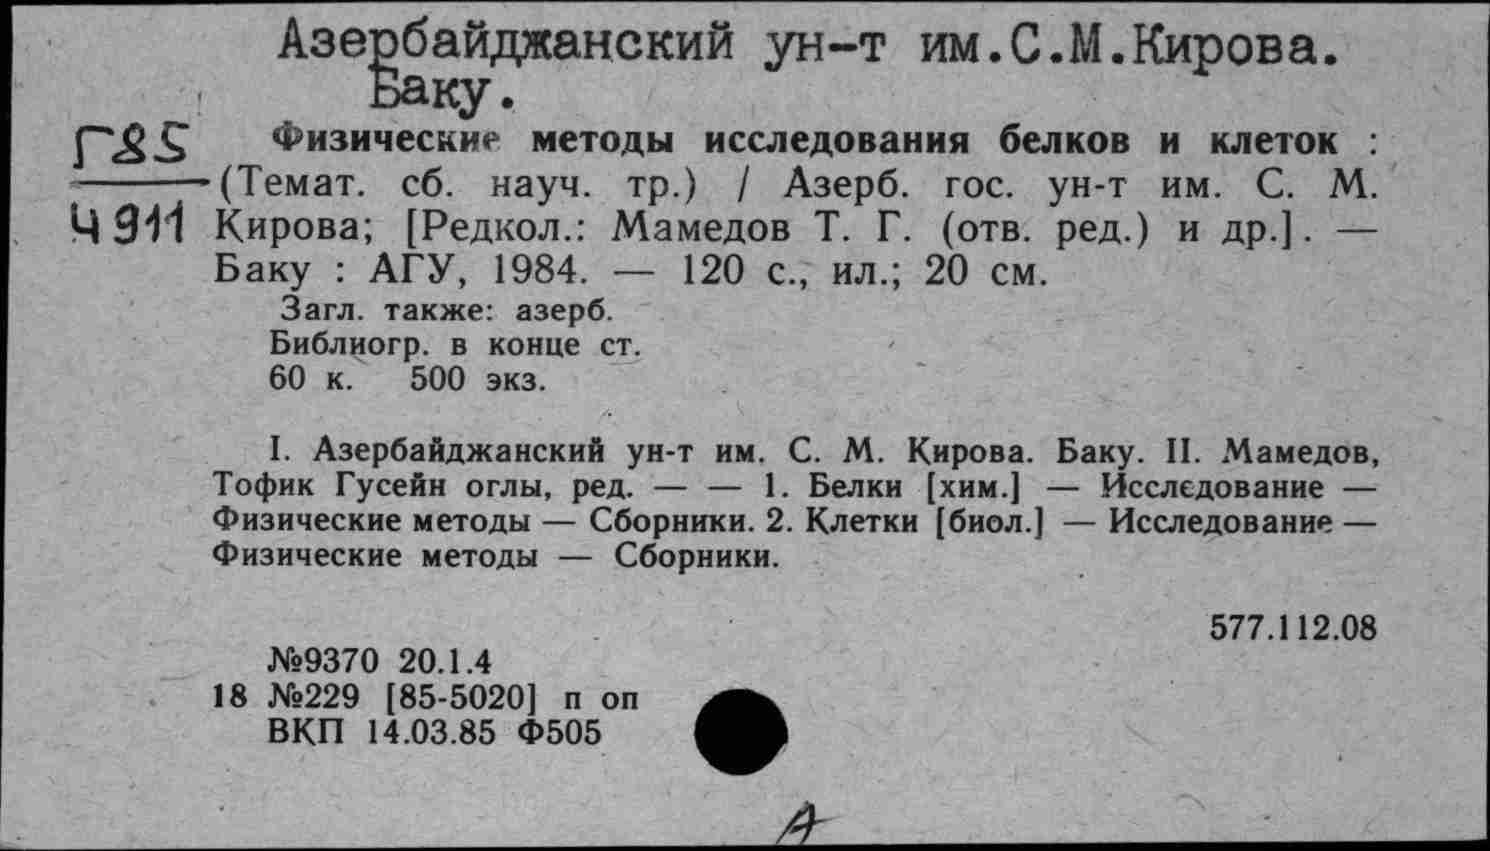 Азербайджанский ун-т им.С.М.Кирова.
Баку.
Г85
Ч911
Физические методы исследования белков и клеток :
(Темат. сб. науч. тр.) / Азерб. гос. ун-т им. С. М.
Кирова; [Редкол.: Мамедов Т. Г. (отв. ред.) и др.]. —
Баку : АГУ, 1984. — 120 с., ил.; 20 см.
Загл. также: азерб.
Библиогр. в конце ст.
60 к. 500 экз.
I. Азербайджанский ун-т им. С. М. Кирова. Баку. II. Мамедов,
Тофик Гусейн оглы, ред. — — 1. Белки [хим.] — Исследование —
Физические методы — Сборники. 2. Клетки [биол.] — Исследование —
Физические методы — Сборники.
577.112.08
№9370 20.1.4
18 №229 [85-5020] п оп
ВКП 14.03.85 Ф505
А